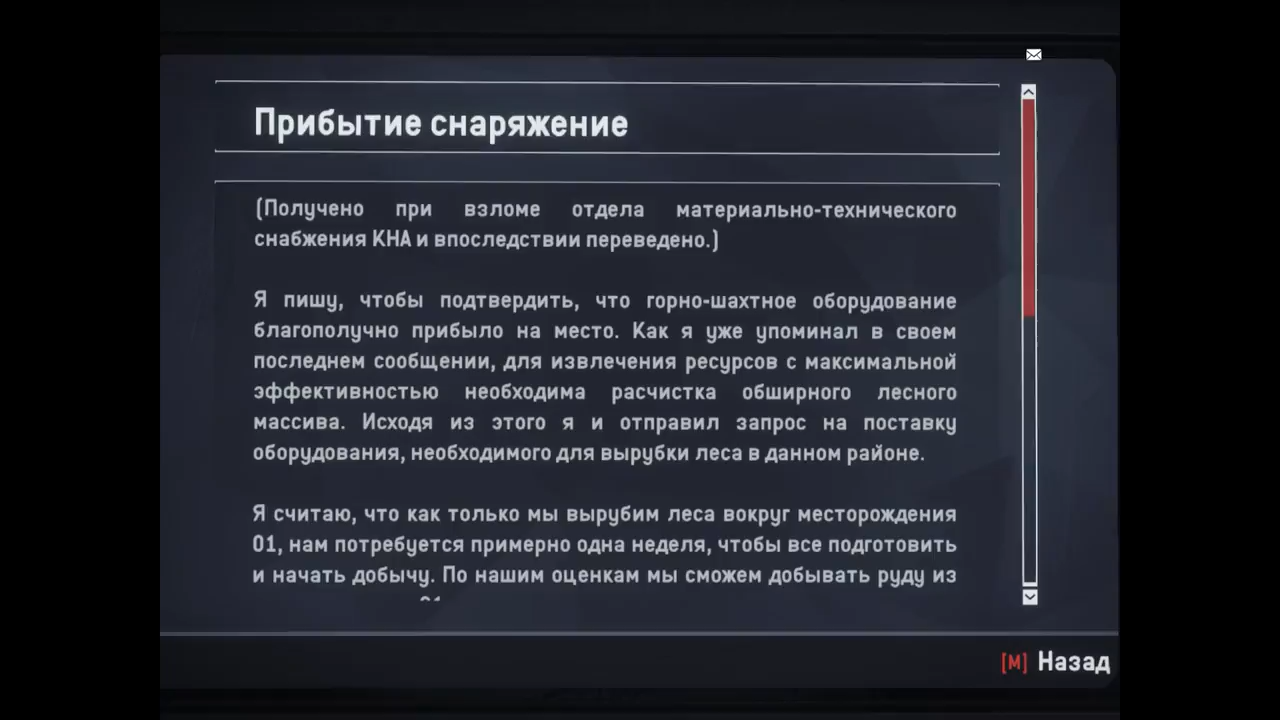 Прибытие снаряжение
(Получено при взломе отдела материально-технического
снабжения КНА и впоследствии переведено.)
Я пишу, чтобы подтвердить, что горно-шахтное оборудование
благополучно прибыло на место. Как я уже упоминал в своем
последнем сообщении, для извлечения ресурсов с максимальной
эффективностью необходима расчистка обширного лесного
массива. Исходя из этого я и отправил запрос на поставку
оборудования, необходимого для вырубки леса в данном районе.
Я считаю, что как только мы вырубим леса вокруг месторождения
01, нам потребуется примерно одна неделя, чтобы все подготовить
и начать добычу. По нашим оценкам мы сможем добывать руду из
[M] Назад